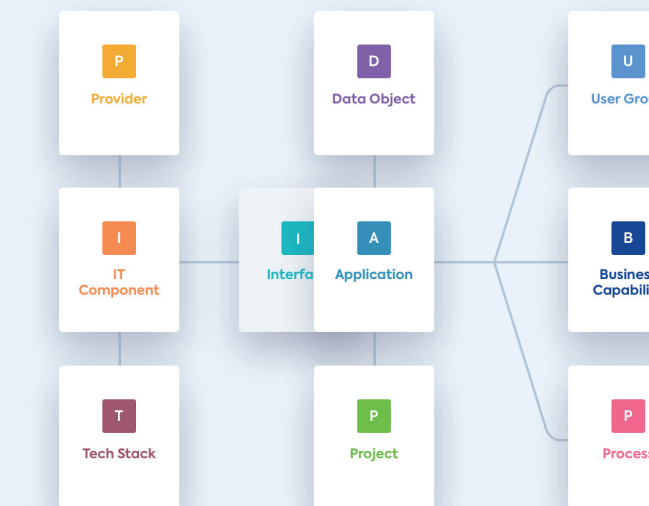 P
Provider
D
Data Object
U
User Gro
I
IT
Component
I
Interfa
A
Application
B
Busines
Capabili
T
Tech Stack
P
Project
P
Process